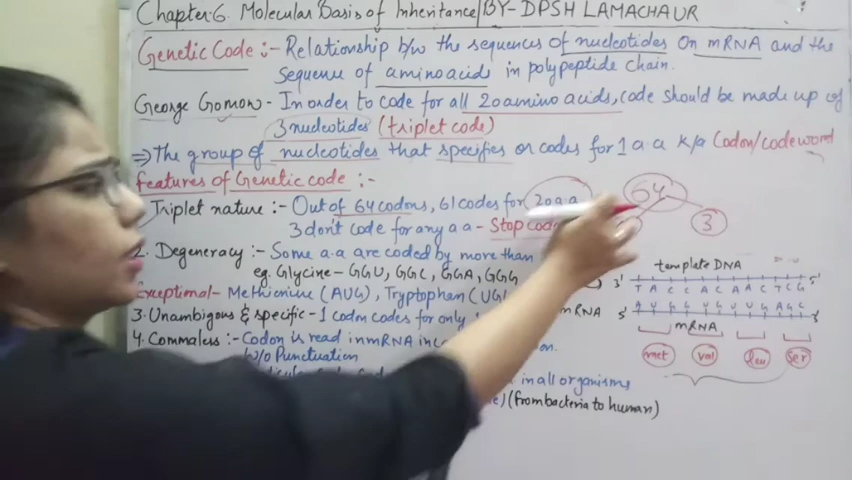 Chapter:6. Molecular Basis of Inheritance/BY-DPSH LAMACHAUR
Genetic Code :- Relationship b/w the sequences of nucleotides on mRNA and the
sequence of aminoacids in polypeptide chain.
George Gomow - In order to code for all 20 amino acids, code should be made up of
3 nucleotides (triplet code)
⇒ The group of nucleotides that specifies or codes for 1 a.a k/a Codon/codeword
features of Genetic code :-
Triplet nature :- Out of 64 codons, 61 codes for 20 a.a
3 don't code for any a a - Stop
64
3
2. Degeneracy :- Some a.a are coded by more than
eg. Glycine - GGU, GGC, GGA, GGG
Exceptional - Methionine (AUG), Tryptophan (UG
3. Unambiguous & specific - 1 codon codes for only
4. Commaless :- Codon is read in mRNA in
W/O Punctuation
in all organisms
(from bacteria to human)
template DNA
3' 5'
T A C C A C A A C T C G
A U G G U G U U G A G C
mRNA 5' 3'
mRNA
met val leu ser